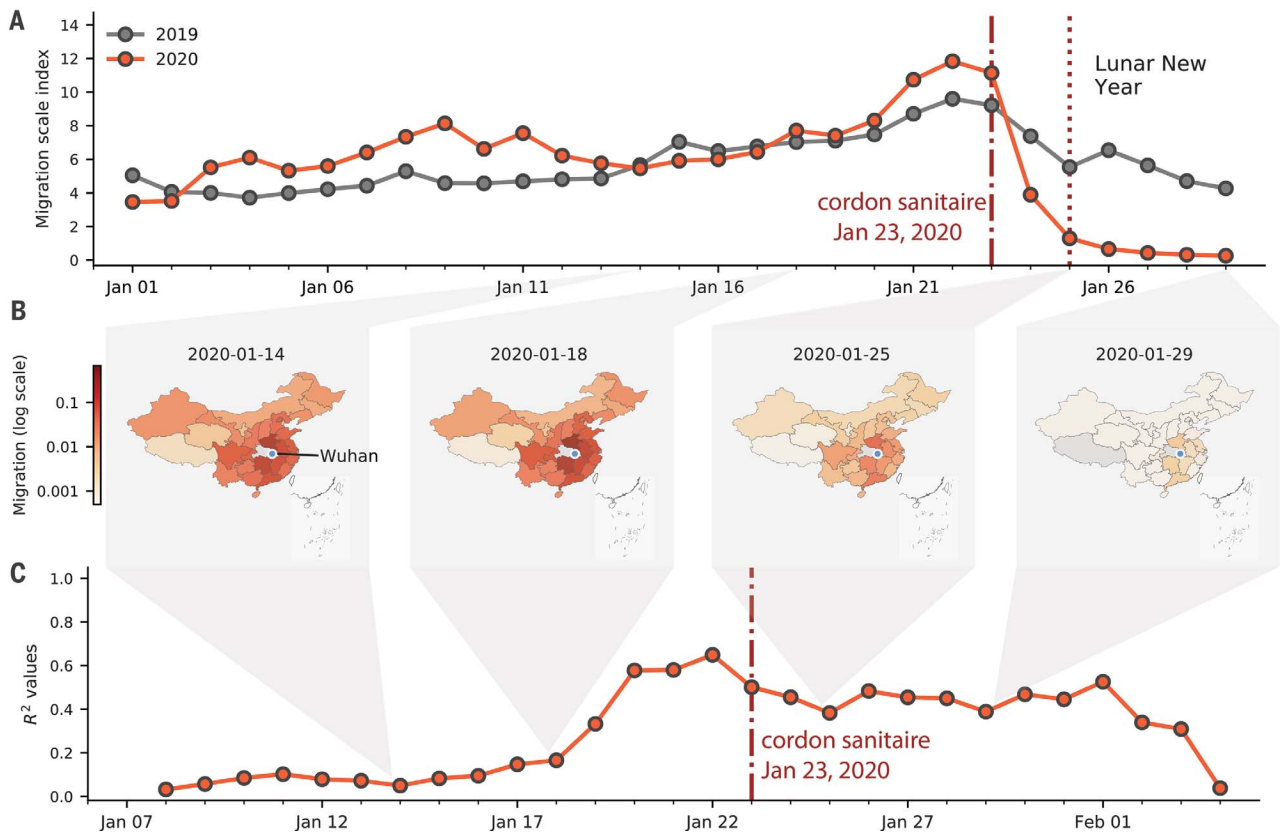 A
Migration scale index
14
12
10
8
6
4
2
0
2019
2020
Lunar New
Year
cordon sanitaire
Jan 23, 2020
Jan 01
Jan 06
Jan 11
Jan 16
Jan 21
Jan 26
B
Migration (log scale)
0.1
0.01
0.001
2020-01-14
2020-01-18
2020-01-25
2020-01-29
Wuhan
C
R² values
1.0
0.8
0.6
0.4
0.2
0.0
cordon sanitaire
Jan 23, 2020
Jan 07
Jan 12
Jan 17
Jan 22
Jan 27
Feb 01